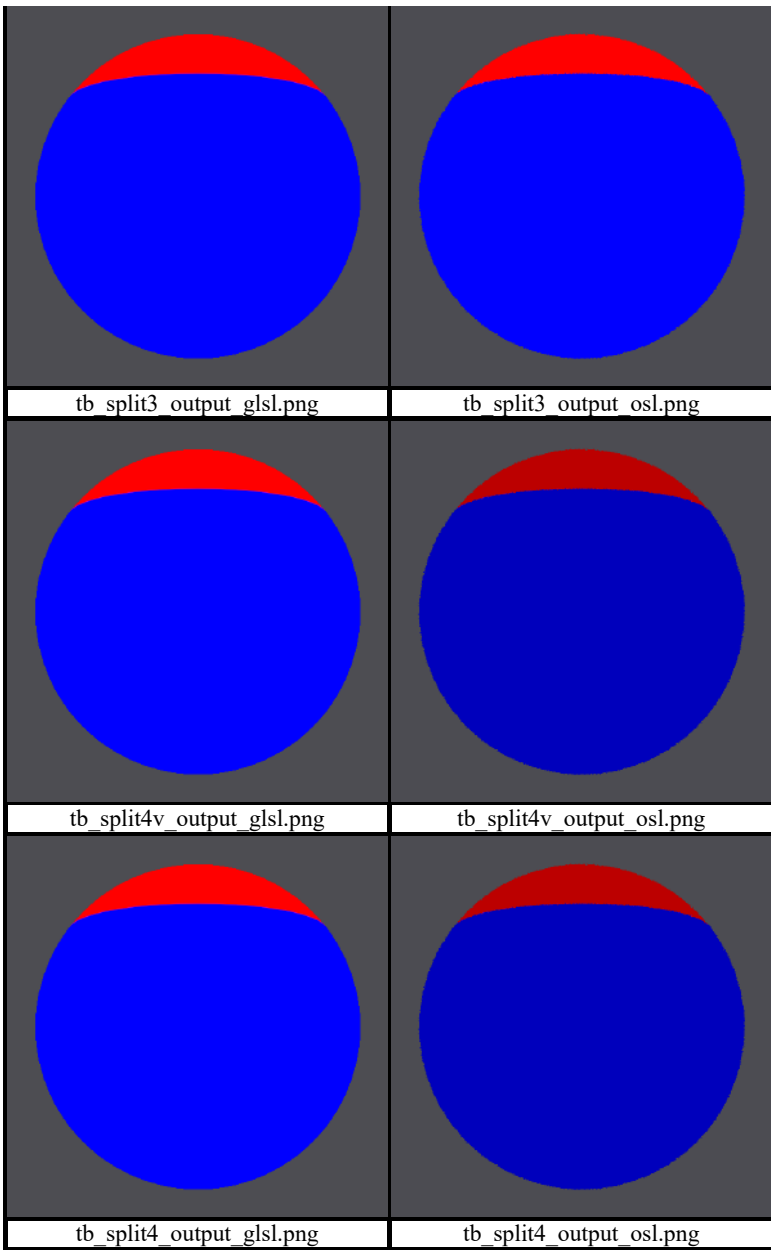 tb_split3_output_glsl.png
tb_split3_output_osl.png
tb_split4v_output_glsl.png
tb_split4v_output_osl.png
tb_split4_output_glsl.png
tb_split4_output_osl.png